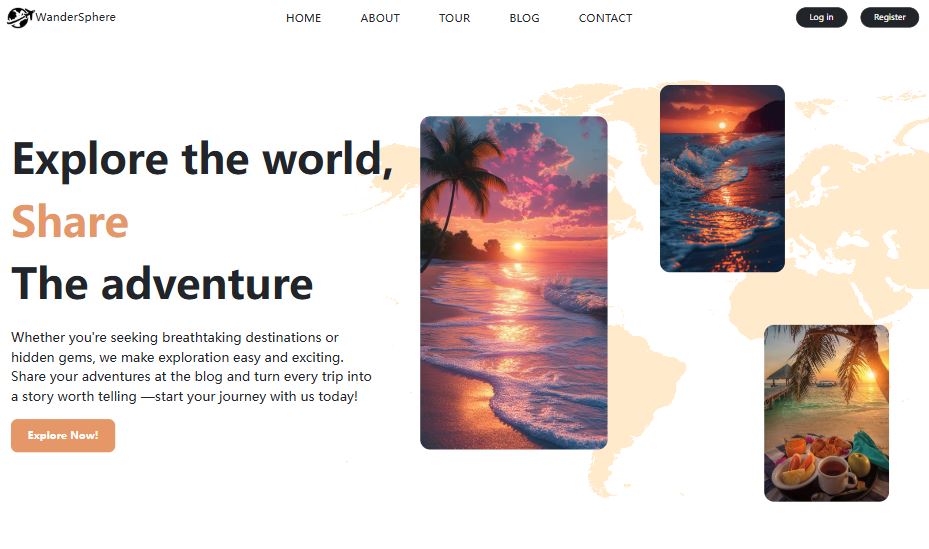 WanderSphere
HOME
ABOUT
TOUR
BLOG
CONTACT
Log in
Register
Explore the world,
Share
The adventure
Whether you're seeking breathtaking destinations or
hidden gems, we make exploration easy and exciting.
Share your adventures at the blog and turn every trip into
a story worth telling —start your journey with us today!
Explore Now!